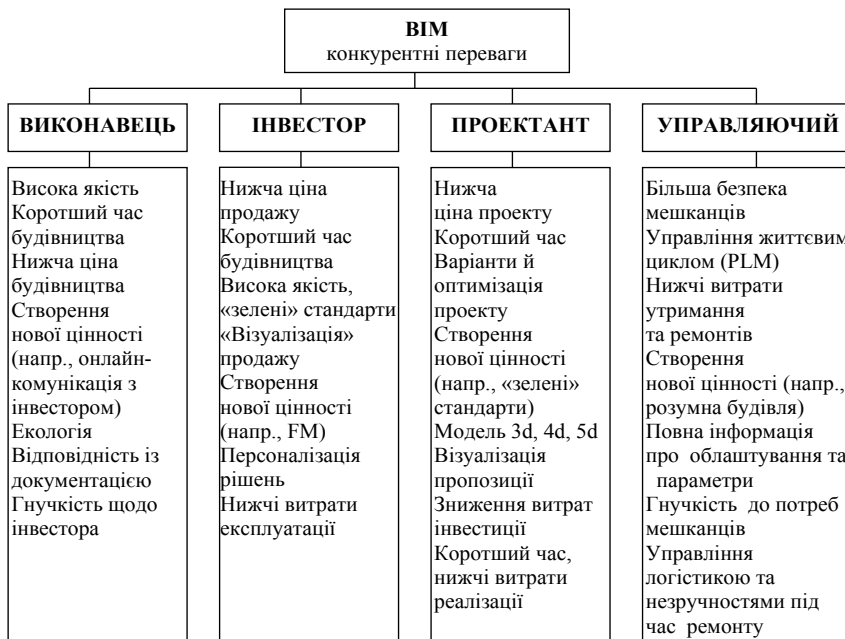 BIM
конкурентні переваги
ВИКОНАВЕЦЬ
Висока якість
Коротший час
будівництва
Нижча ціна
будівництва
Створення
нової цінності
(напр., онлайн-
комунікація з
інвестором)
Екологія
Відповідність із
документацією
Гнучкість щодо
інвестора
ІНВЕСТОР
Нижча ціна
продажу
Коротший час
будівництва
Висока якість,
«зелені» стандарти
«Візуалізація»
продажу
Створення
нової цінності
(напр., FM)
Персоналізація
рішень
Нижчі витрати
експлуатації
ПРОЕКТАНТ
Нижча
ціна проекту
Коротший час
Варіанти й
оптимізація
проекту
Створення
нової цінності
(напр., «зелені»
стандарти)
Модель 3d, 4d, 5d
Візуалізація
пропозиції
Зниження витрат
інвестиції
Коротший час,
нижчі витрати
реалізації
УПРАВЛЯЮЧИЙ
Більша безпека
мешканців
Управління життєвим
циклом (PLM)
Нижчі витрати
утримання
та ремонтів
Створення
нової цінності (напр.,
розумна будівля)
Повна інформація
про облаштування та
параметри
Гнучкість до потреб
мешканців
Управління
логістикою та
незручностями під
час ремонту